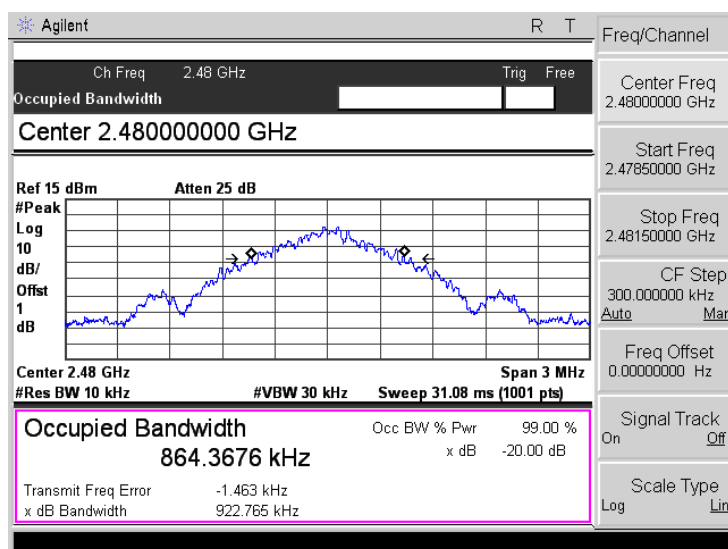 Agilent R T
Freq/Channel
Ch Freq 2.48 GHz Trig Free
Occupied Bandwidth
Center Freq
2.48000000 GHz
Center 2.480000000 GHz
Start Freq
2.47850000 GHz
Ref 15 dBm Atten 25 dB
#Peak
Log
10
dB/
Offst
1
dB
Stop Freq
2.48150000 GHz
CF Step
300.000000 kHz
Auto Man
Freq Offset
0.00000000 Hz
Center 2.48 GHz Span 3 MHz
#Res BW 10 kHz #VBW 30 kHz Sweep 31.08 ms (1001 pts)
Signal Track
On Off
Occupied Bandwidth Occ BW % Pwr 99.00 %
864.3676 kHz x dB -20.00 dB
Scale Type
Log Lin
Transmit Freq Error -1.463 kHz
x dB Bandwidth 922.765 kHz